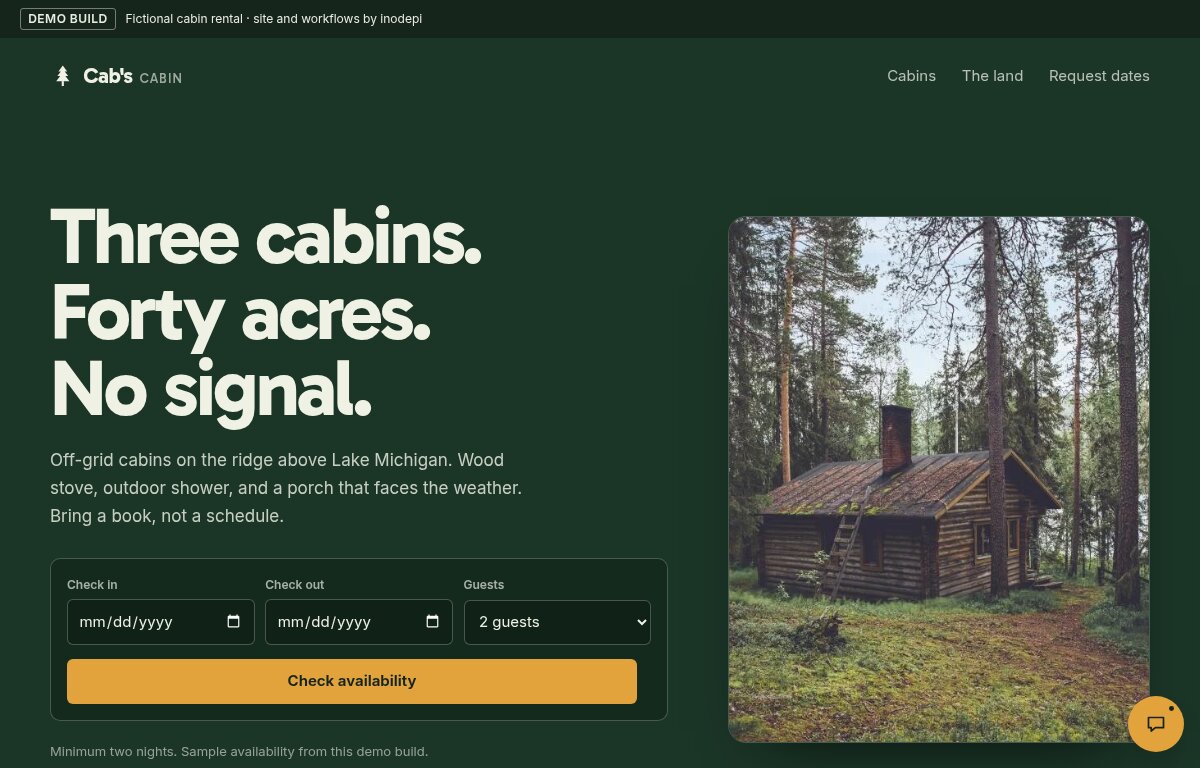 DEMO BUILD Fictional cabin rental · site and workflows by inodepi
Cab's CABIN
Cabins The land Request dates
Three cabins.
Forty acres.
No signal.
Off-grid cabins on the ridge above Lake Michigan. Wood
stove, outdoor shower, and a porch that faces the weather.
Bring a book, not a schedule.
Check in Check out Guests
mm/dd/yyyy mm/dd/yyyy 2 guests
Check availability
Minimum two nights. Sample availability from this demo build.